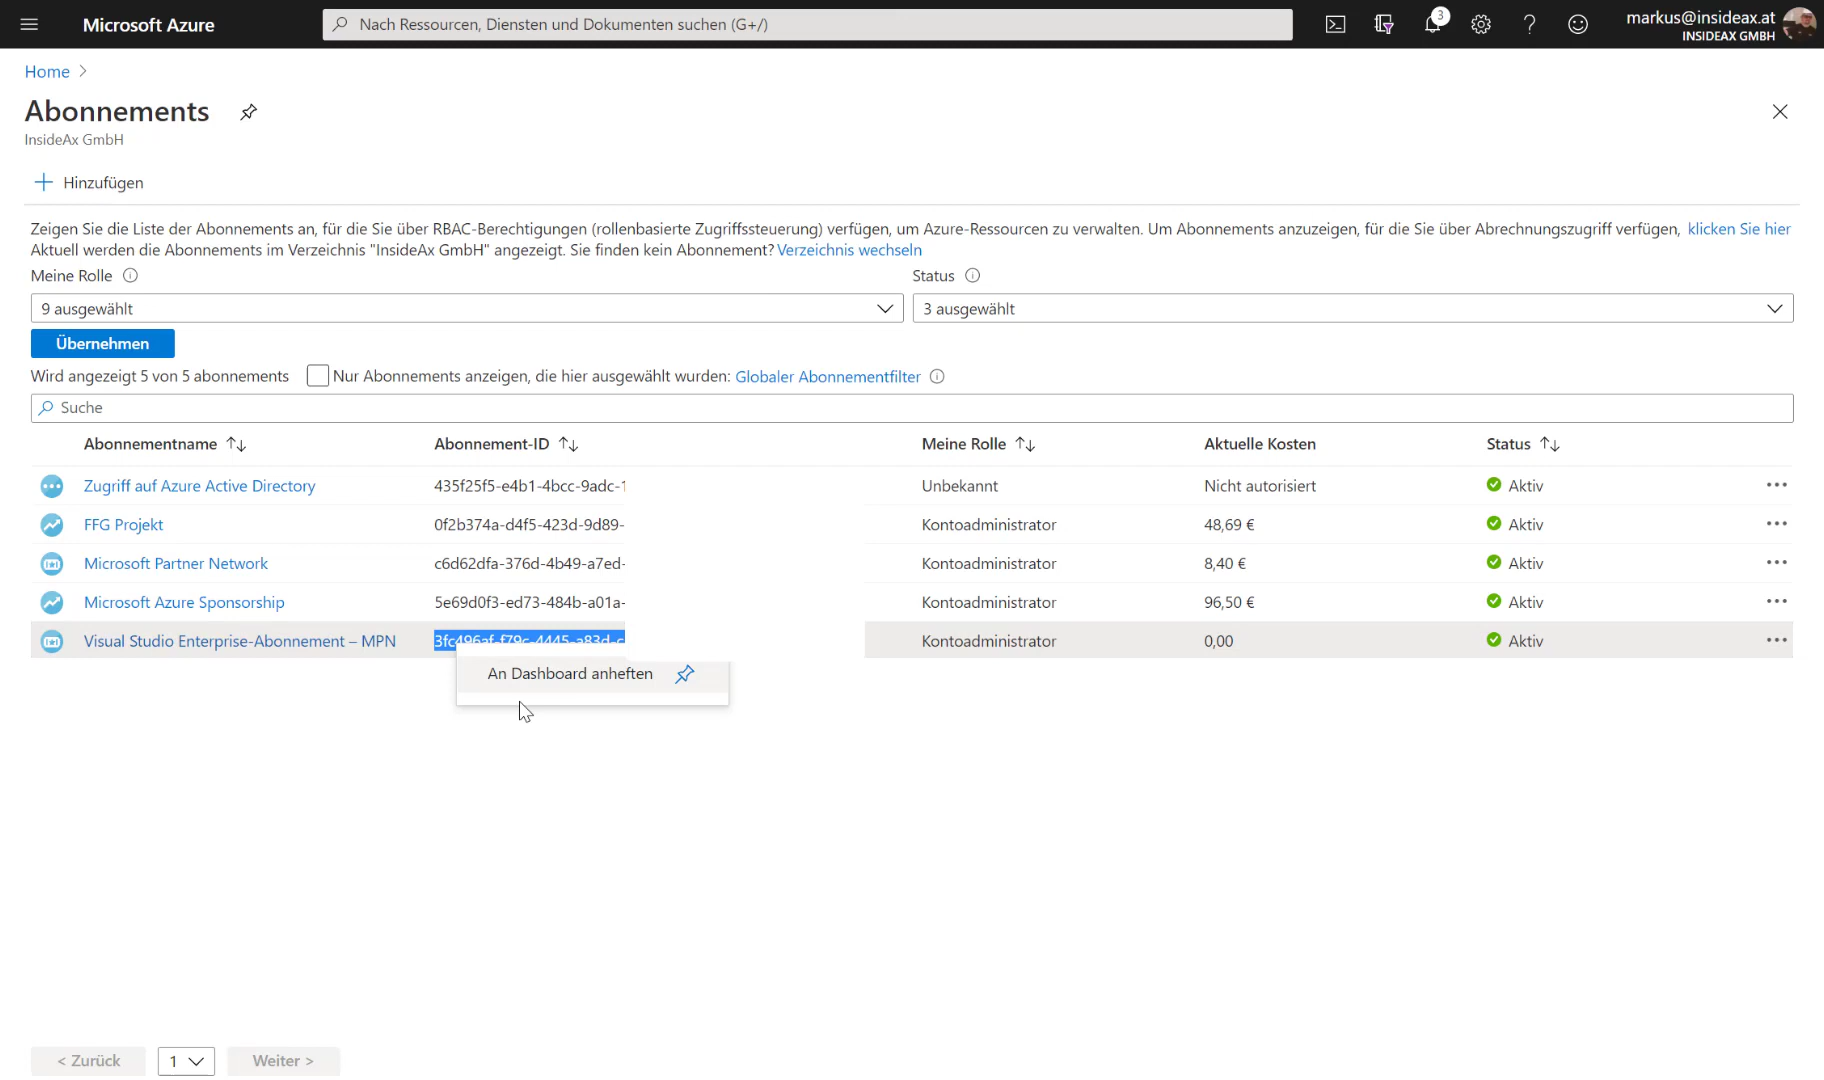 Microsoft Azure
Nach Ressourcen, Diensten und Dokumenten suchen (G+/)
3
markus@insideax.at
INSIDEAX GMBH
Home
Abonnements
InsideAx GmbH
Hinzufügen
Zeigen Sie die Liste der Abonnements an, für die Sie über RBAC-Berechtigungen (rollenbasierte Zugriffssteuerung) verfügen, um Azure-Ressourcen zu verwalten. Um Abonnements anzuzeigen, für die Sie über Abrechnungszugriff verfügen, klicken Sie hier
Aktuell werden die Abonnements im Verzeichnis "InsideAx GmbH" angezeigt. Sie finden kein Abonnement? Verzeichnis wechseln
Meine Rolle
Status
9 ausgewählt
3 ausgewählt
Übernehmen
Wird angezeigt 5 von 5 abonnements
Nur Abonnements anzeigen, die hier ausgewählt wurden: Globaler Abonnementfilter
Suche
Abonnementname Abonnement-ID Meine Rolle Aktuelle Kosten Status
Zugriff auf Azure Active Directory 435f25f5-e4b1-4bcc-9adc-1 Unbekannt Nicht autorisiert Aktiv
FFG Projekt 0f2b374a-d4f5-423d-9d89- Kontoadministrator 48,69 € Aktiv
Microsoft Partner Network c6d62dfa-376d-4b49-a7ed- Kontoadministrator 8,40 € Aktiv
Microsoft Azure Sponsorship 5e69d0f3-ed73-484b-a01a- Kontoadministrator 96,50 € Aktiv
Visual Studio Enterprise-Abonnement – MPN 3fc496af-f79c-4445-a83d-c Kontoadministrator 0,00 Aktiv
An Dashboard anheften
< Zurück 1 Weiter >